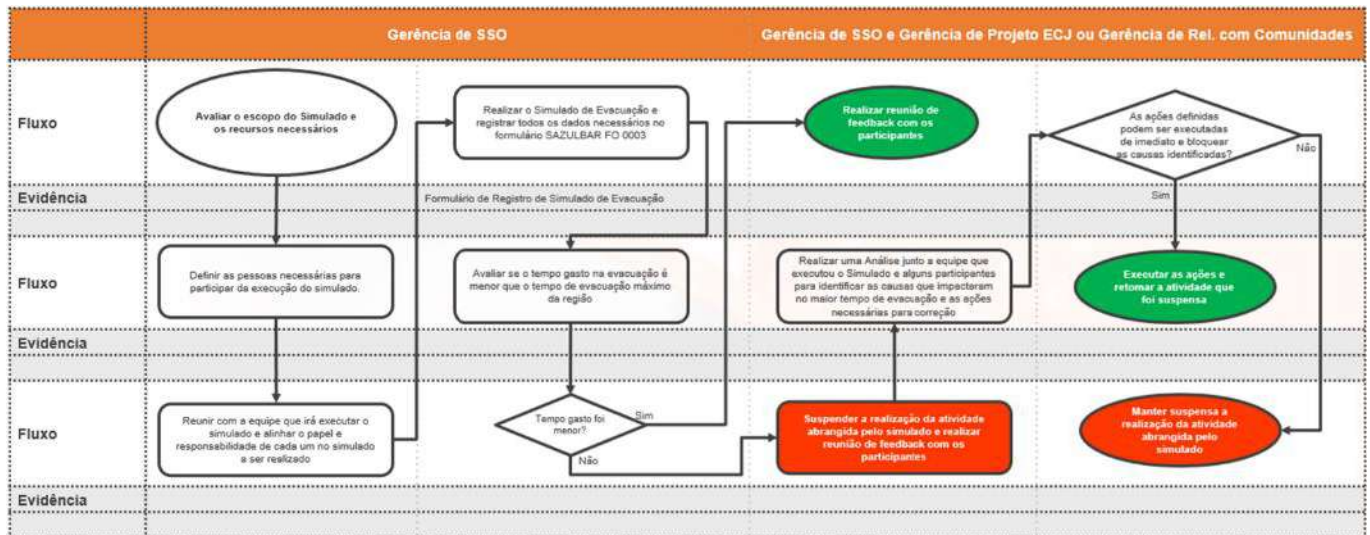 Gerência de SSO
Gerência de SSO e Gerência de Projeto ECJ ou Gerência de Rel. com Comunidades
Fluxo
Avaliar o escopo do Simulado e
os recursos necessários
Realizar o Simulado de Evacuação e
registrar todos os dados necessários no
formulário SAZULBAR FO 0003
Realizar reunião de
feedback com os
participantes
As ações definidas
podem ser executadas
de imediato e bloquear
as causas identificadas?
Não
Sim
Evidência
Formulário de Registro de Simulado de Evacuação
Fluxo
Definir as pessoas necessárias para
participar da execução do simulado.
Avaliar se o tempo gasto na evacuação é
menor que o tempo de evacuação máximo
da região
Realizar uma Análise junto a equipe que
executou o Simulado e alguns participantes
para identificar as causas que impactaram
no maior tempo de evacuação e as ações
necessárias para correção
Executar as ações e
retomar a atividade que
foi suspensa
Evidência
Fluxo
Reunir com a equipe que irá executar o
simulado e alinhar o papel e
responsabilidade de cada um no simulado
a ser realizado
Tempo gasto foi
menor?
Sim
Não
Suspender a realização da atividade
abrangida pelo simulado e realizar
reunião de feedback com os
participantes
Manter suspensa a
realização da atividade
abrangida pelo
simulado
Evidência